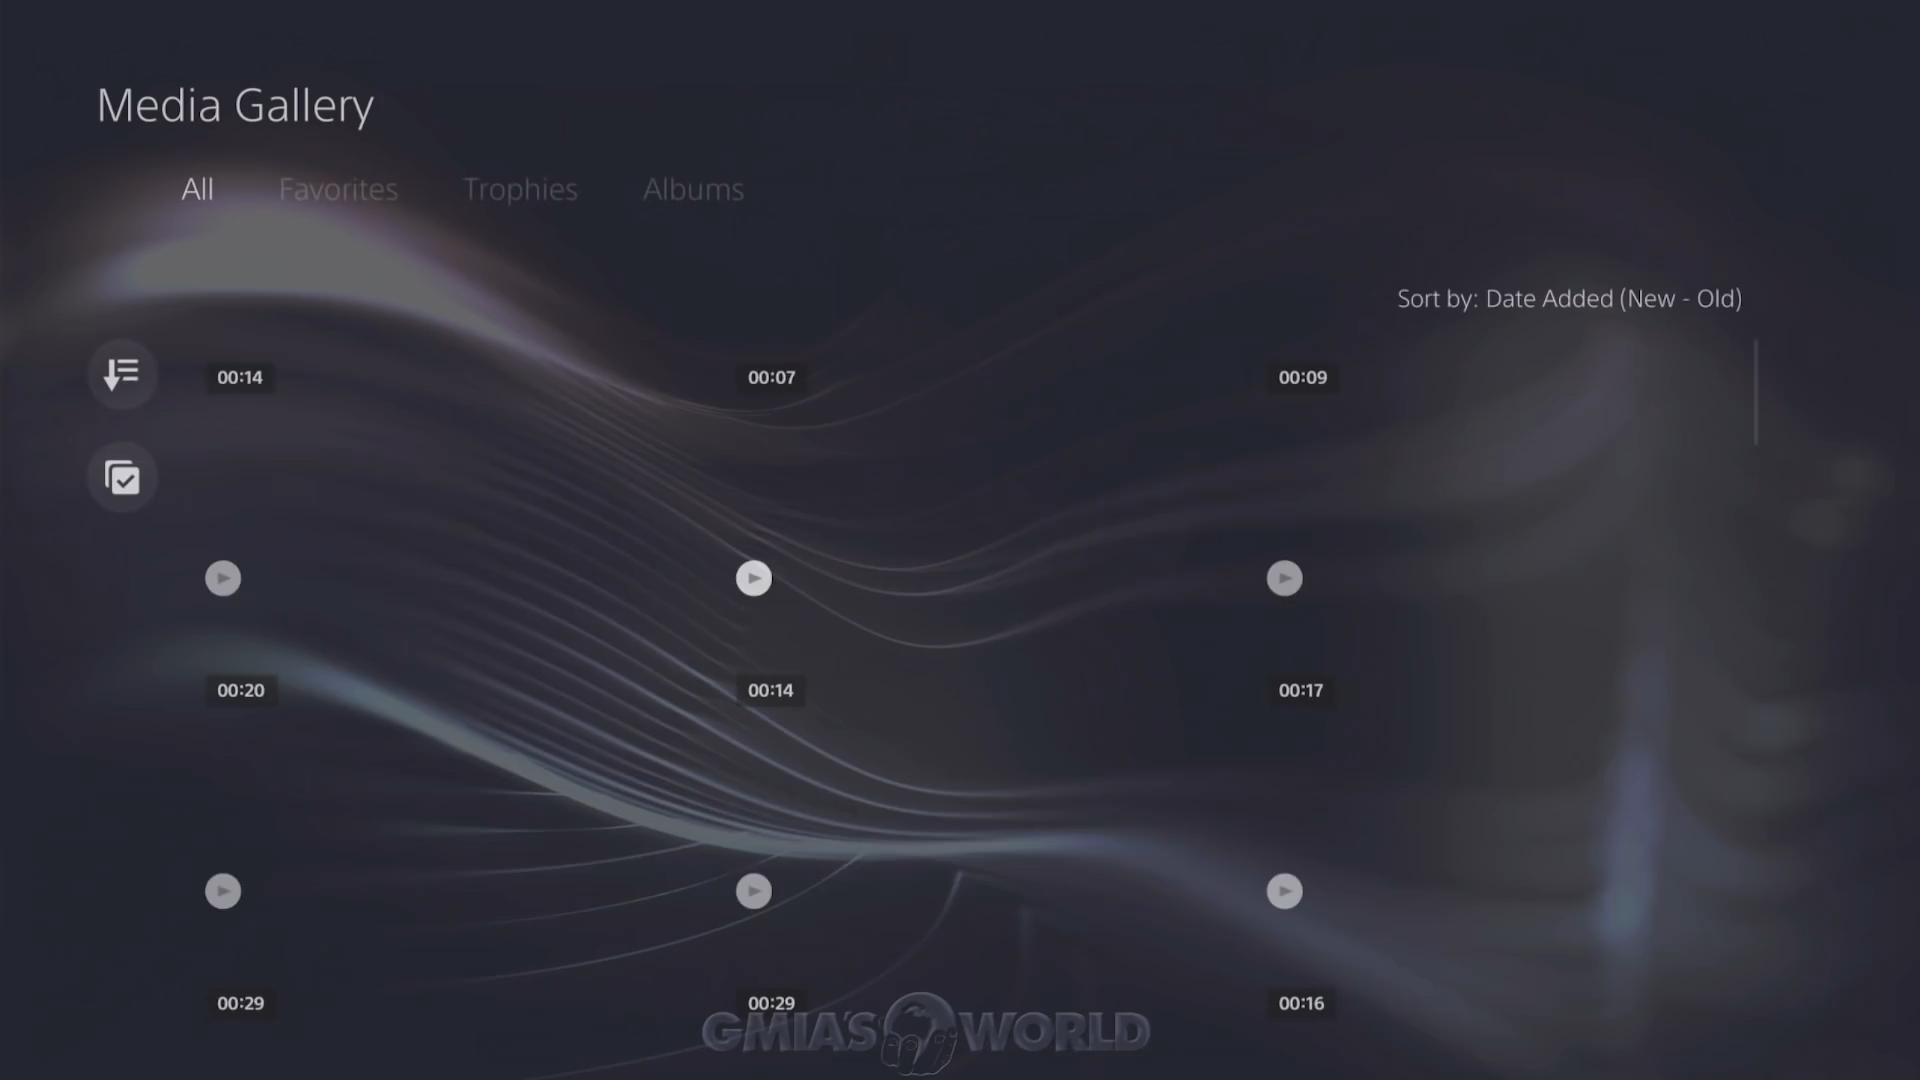 Media Gallery
All Favorites Trophies Albums
Sort by: Date Added (New - Old)
00:14 00:07 00:09
00:20 00:14 00:17
00:29 00:29 00:16
GMIA'S WORLD